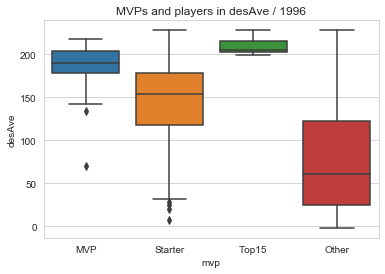 MVPs and players in desAve / 1996
desAve
200
150
100
50
0
MVP Starter Top15 Other
mvp